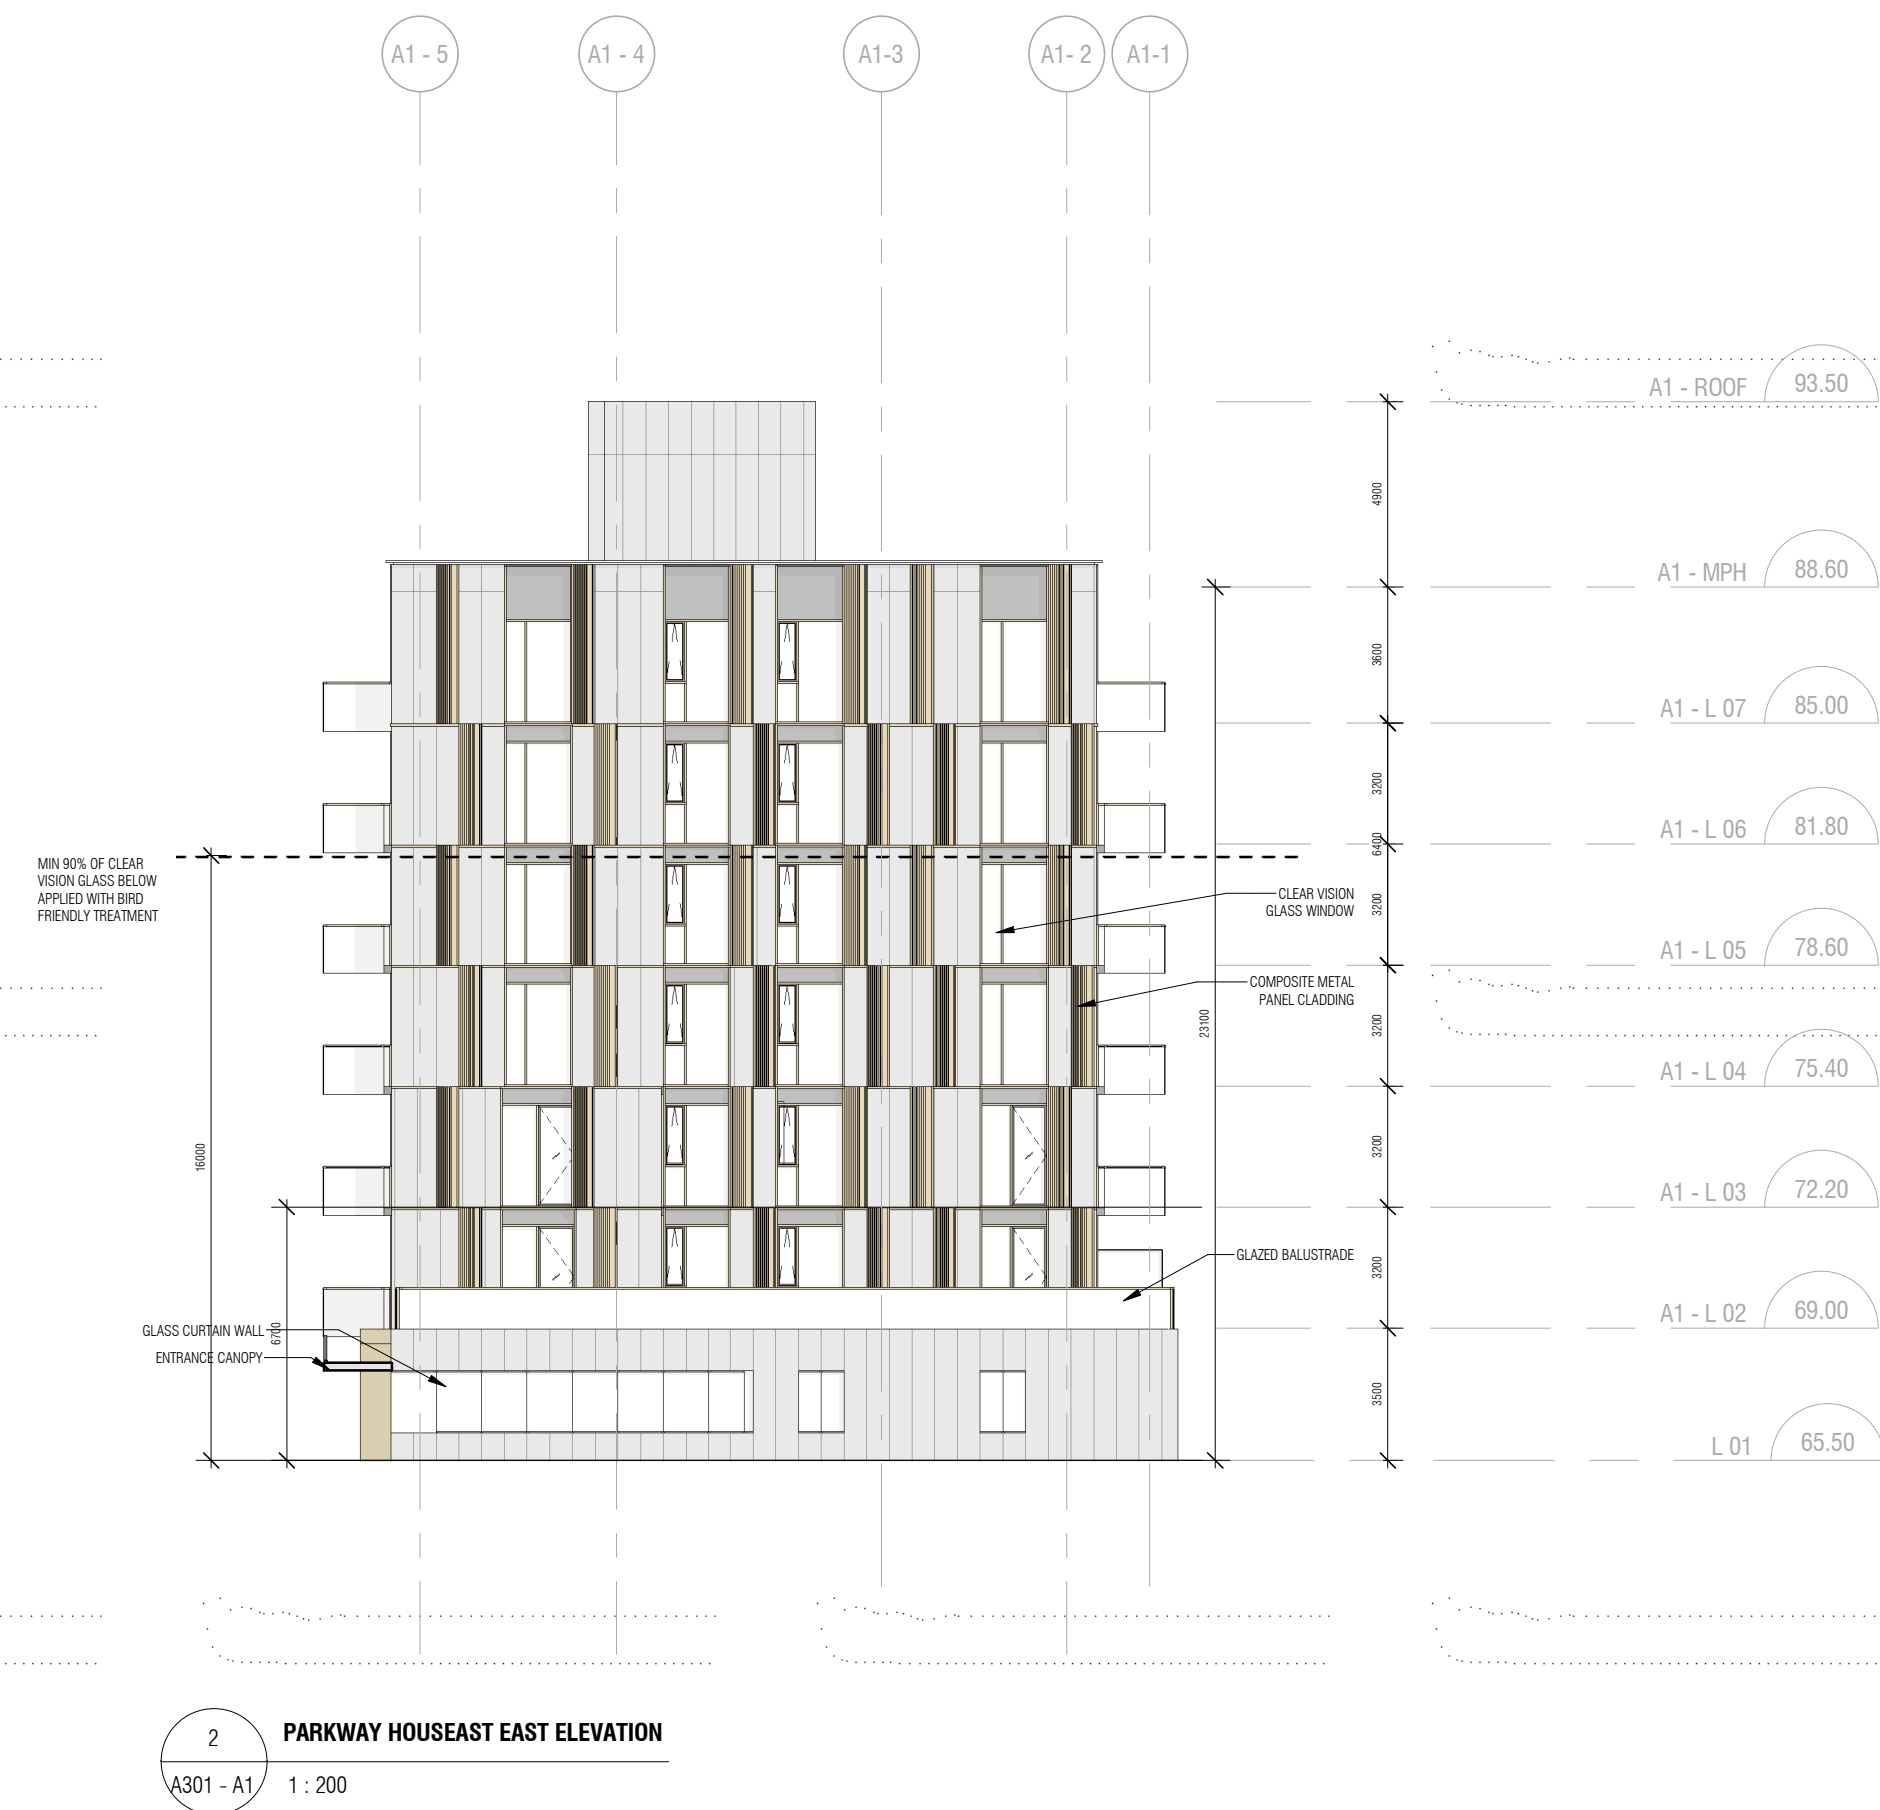 A1 - 5
A1 - 4
A1-3
A1- 2
A1-1
A1 - ROOF 93.50
4900
A1 - MPH 88.60
3600
A1 - L 07 85.00
3200
A1 - L 06 81.80
6400
MIN 90% OF CLEAR
VISION GLASS BELOW
APPLIED WITH BIRD
FRIENDLY TREATMENT
CLEAR VISION
GLASS WINDOW
3200
A1 - L 05 78.60
COMPOSITE METAL
PANEL CLADDING
23100
3200
A1 - L 04 75.40
16000
3200
A1 - L 03 72.20
GLAZED BALUSTRADE
3200
A1 - L 02 69.00
GLASS CURTAIN WALL
6700
ENTRANCE CANOPY
3500
L 01 65.50
2
PARKWAY HOUSEAST EAST ELEVATION
A301 - A1
1 : 200